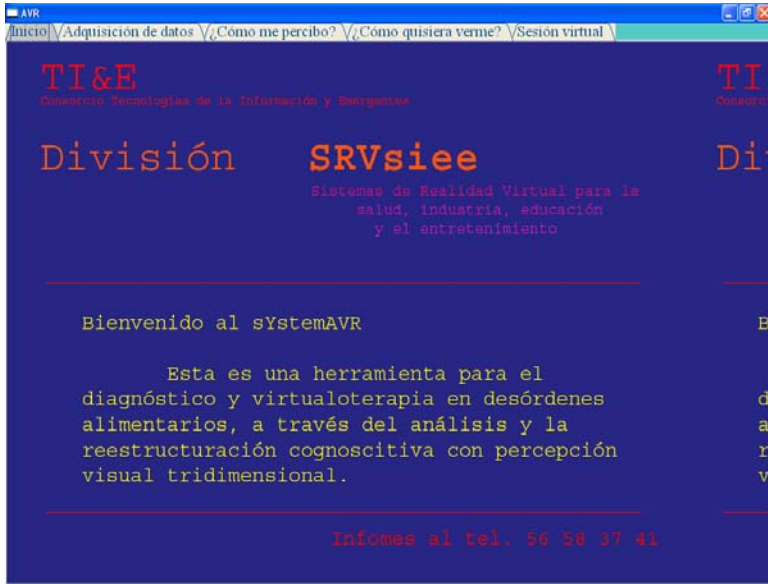 AVR
Inicio
Adquisición de datos
¿Cómo me percibo?
¿Cómo quisiera verme?
Sesión virtual
TI&E
Consorcio Tecnologías de la Información y Emergentes
División SRVsiee
Sistemas de Realidad Virtual para la
salud, industria, educación
y el entretenimiento
Bienvenido al sYstemAVR
Esta es una herramienta para el
diagnóstico y virtualoterapia en desórdenes
alimentarios, a través del análisis y la
reestructuración cognoscitiva con percepción
visual tridimensional.
Infomes al tel. 56 58 37 41
TI
Consorc
Di
B
d
a
r
v